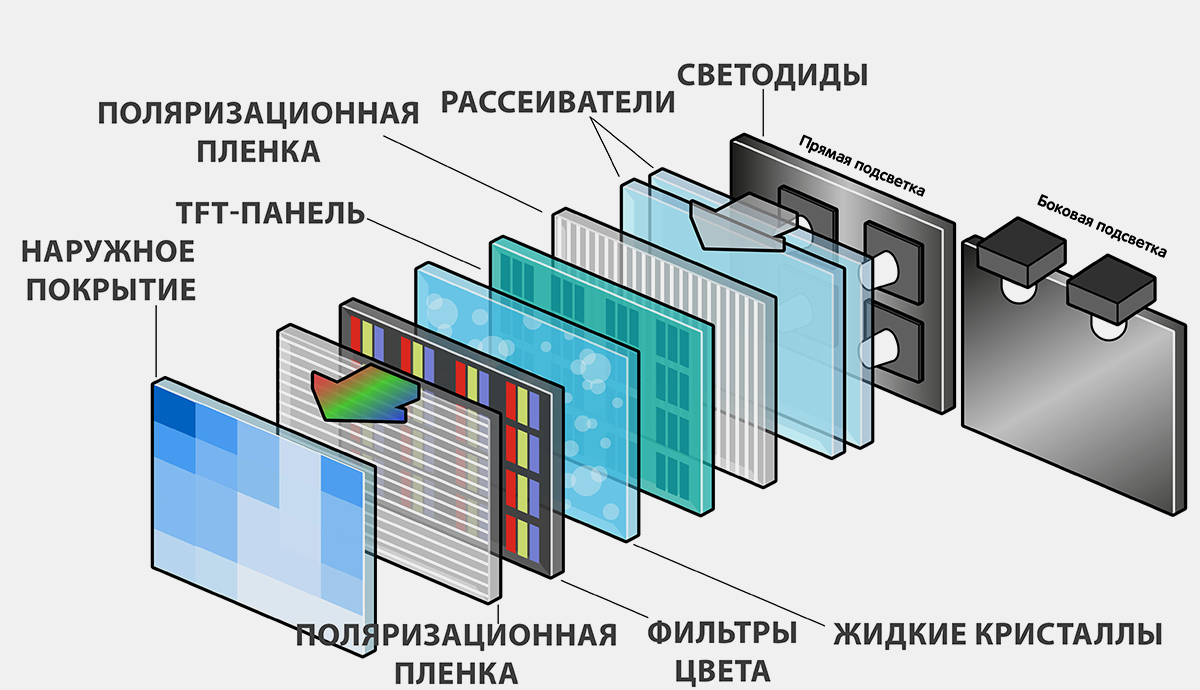 СВЕТОДИДЫ
РАССЕИВАТЕЛИ
ПОЛЯРИЗАЦИОННАЯ
ПЛЕНКА
Прямая подсветка
Боковая подсветка
TFT-ПАНЕЛЬ
НАРУЖНОЕ
ПОКРЫТИЕ
ПОЛЯРИЗАЦИОННАЯ
ПЛЕНКА
ФИЛЬТРЫ
ЦВЕТА
ЖИДКИЕ КРИСТАЛЛЫ